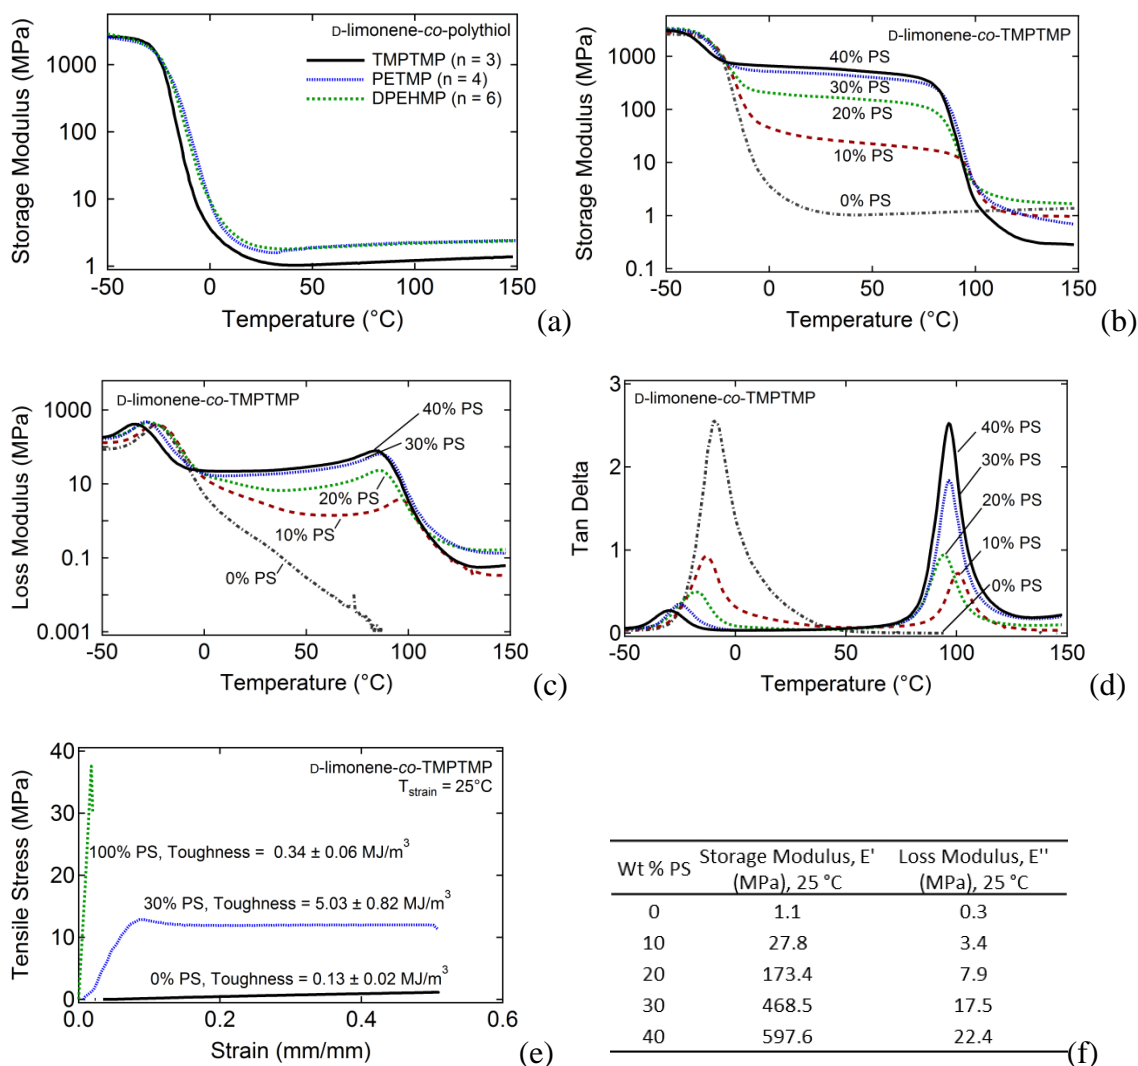 Storage Modulus (MPa)
1000
100
10
1
D-limonene-co-polythiol
TMPTMP (n = 3)
PETMP (n = 4)
DPEHMP (n = 6)
-50 0 50 100 150
Temperature (°C)
(a)
Storage Modulus (MPa)
1000
100
10
1
0.1
D-limonene-co-TMPTMP
40% PS
30% PS
20% PS
10% PS
0% PS
-50 0 50 100 150
Temperature (°C)
(b)
Loss Modulus (MPa)
1000
10
0.1
0.001
D-limonene-co-TMPTMP
40% PS
30% PS
20% PS
10% PS
0% PS
-50 0 50 100 150
Temperature (°C)
(c)
Tan Delta
3
2
1
0
D-limonene-co-TMPTMP
40% PS
30% PS
20% PS
10% PS
0% PS
-50 0 50 100 150
Temperature (°C)
(d)
Tensile Stress (MPa)
40
30
20
10
0
D-limonene-co-TMPTMP
Tstrain = 25°C
100% PS, Toughness = 0.34 ± 0.06 MJ/m³
30% PS, Toughness = 5.03 ± 0.82 MJ/m³
0% PS, Toughness = 0.13 ± 0.02 MJ/m³
0.0 0.2 0.4 0.6
Strain (mm/mm)
(e)
Wt % PS Storage Modulus, E' (MPa), 25 °C Loss Modulus, E'' (MPa), 25 °C
0 1.1 0.3
10 27.8 3.4
20 173.4 7.9
30 468.5 17.5
40 597.6 22.4
(f)